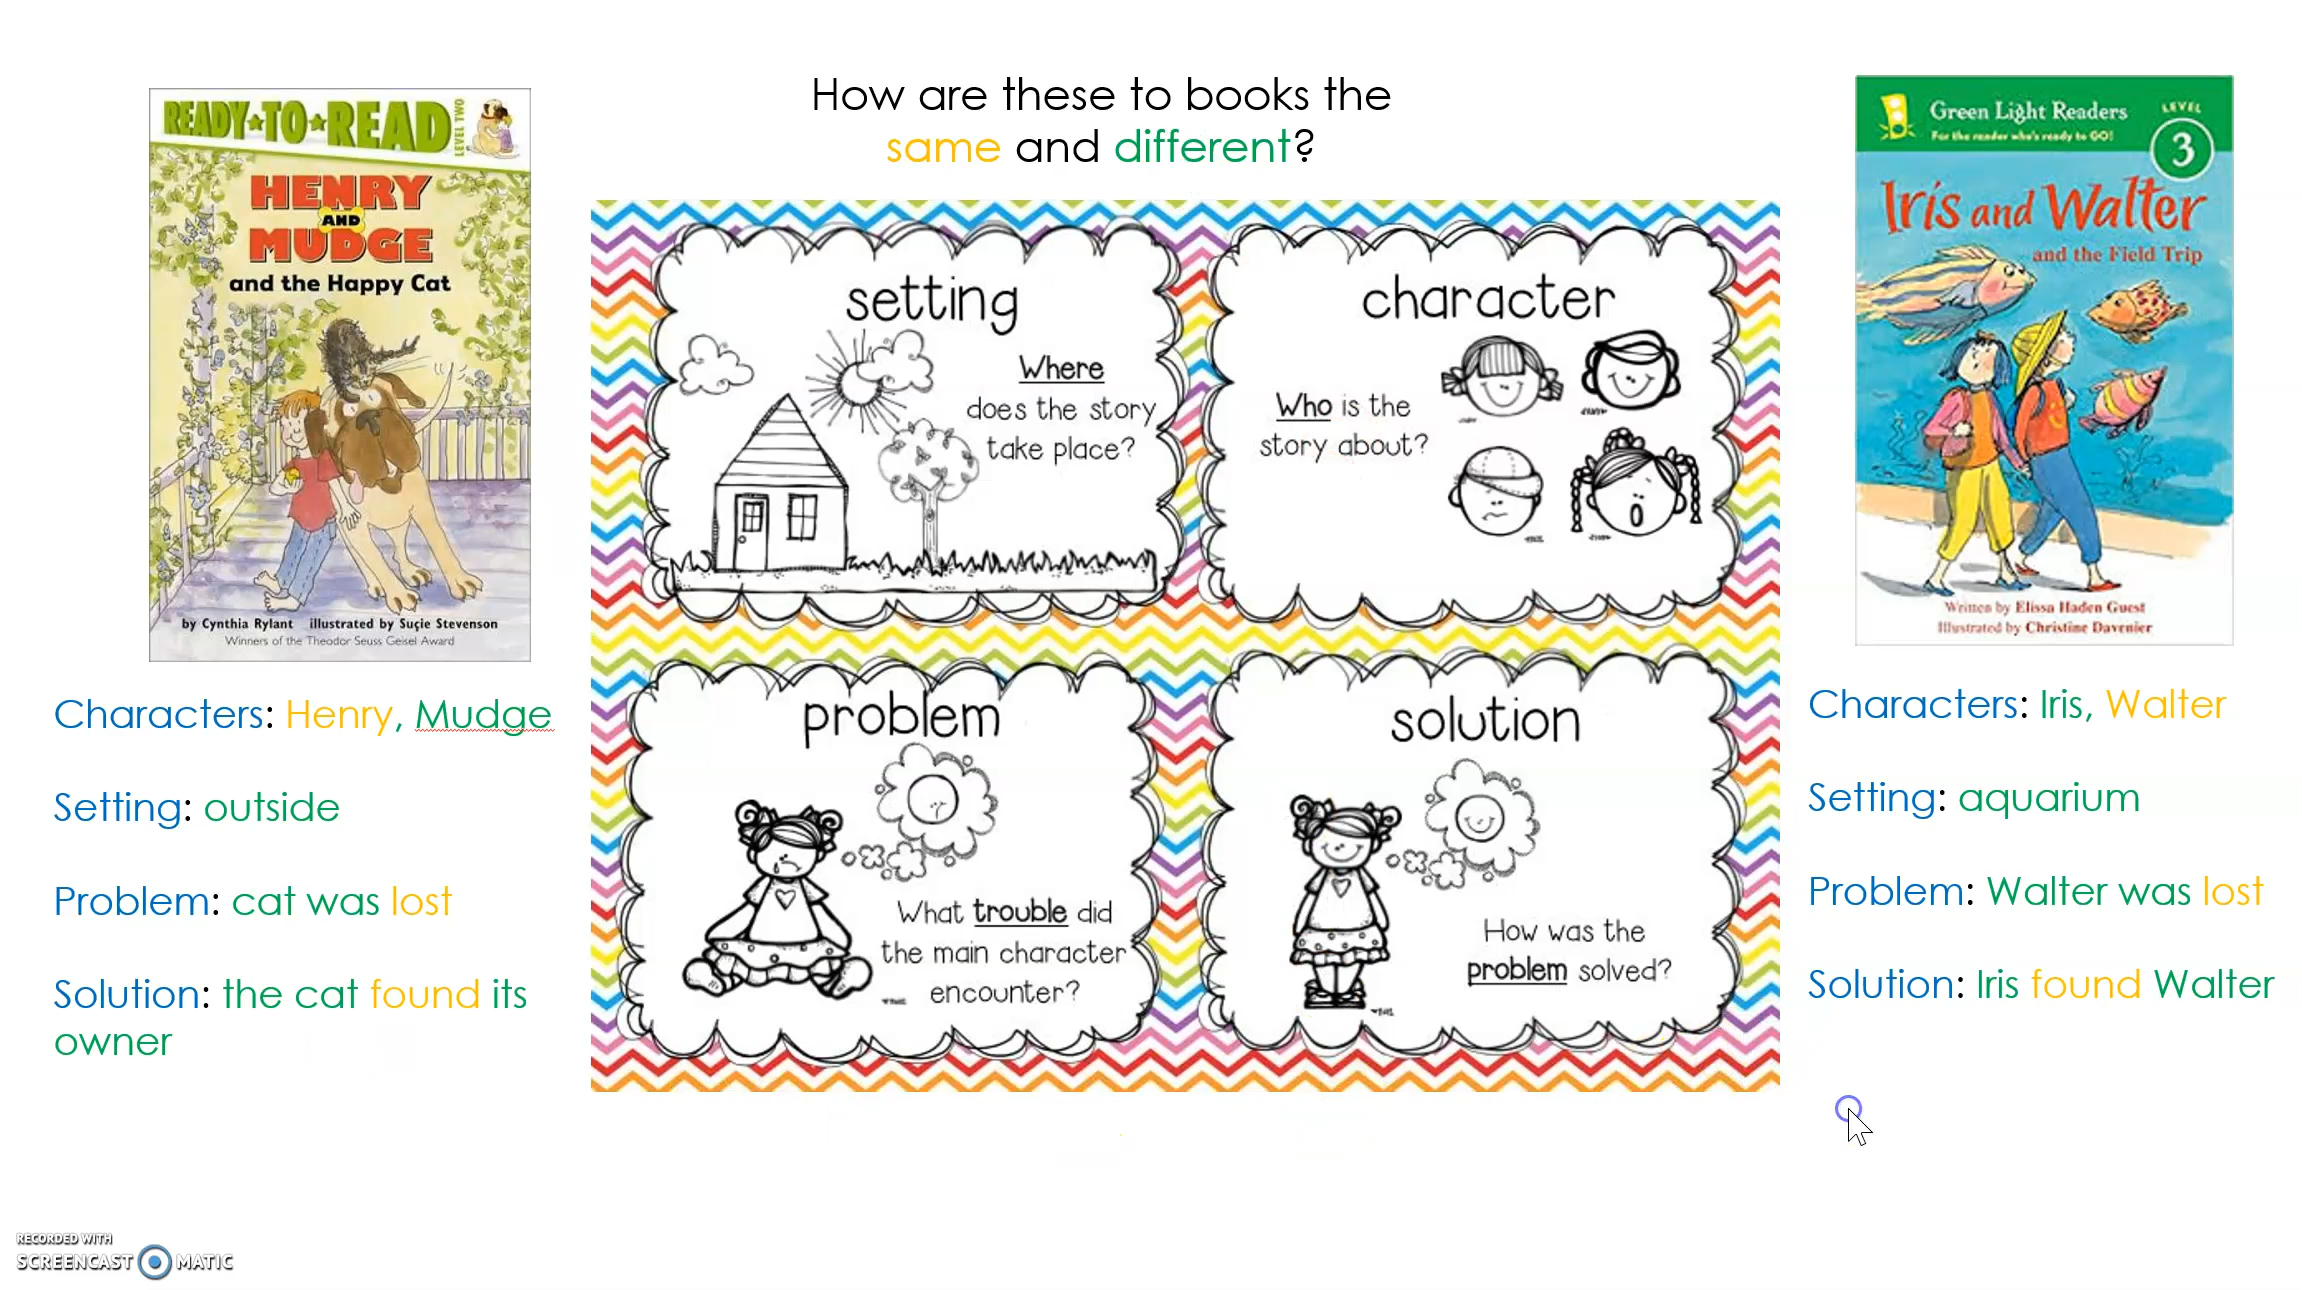 How are these to books the
same and different?
READY★TO★READ
LEVEL TWO
HENRY
AND
MUDGE
and the Happy Cat
by Cynthia Rylant illustrated by Suçie Stevenson
Winners of the Theodor Seuss Geisel Award
Characters: Henry, Mudge
Setting: outside
Problem: cat was lost
Solution: the cat found its
owner
setting
Where
does the story
take place?
character
Who is the
story about?
problem
What trouble did
the main character
encounter?
solution
How was the
problem solved?
Green Light Readers
For the reader who's ready to GO!
LEVEL
3
Iris and Walter
and the Field Trip
Written by Elissa Haden Guest
Illustrated by Christine Davenier
Characters: Iris, Walter
Setting: aquarium
Problem: Walter was lost
Solution: Iris found Walter
RECORDED WITH
SCREENCAST MATIC